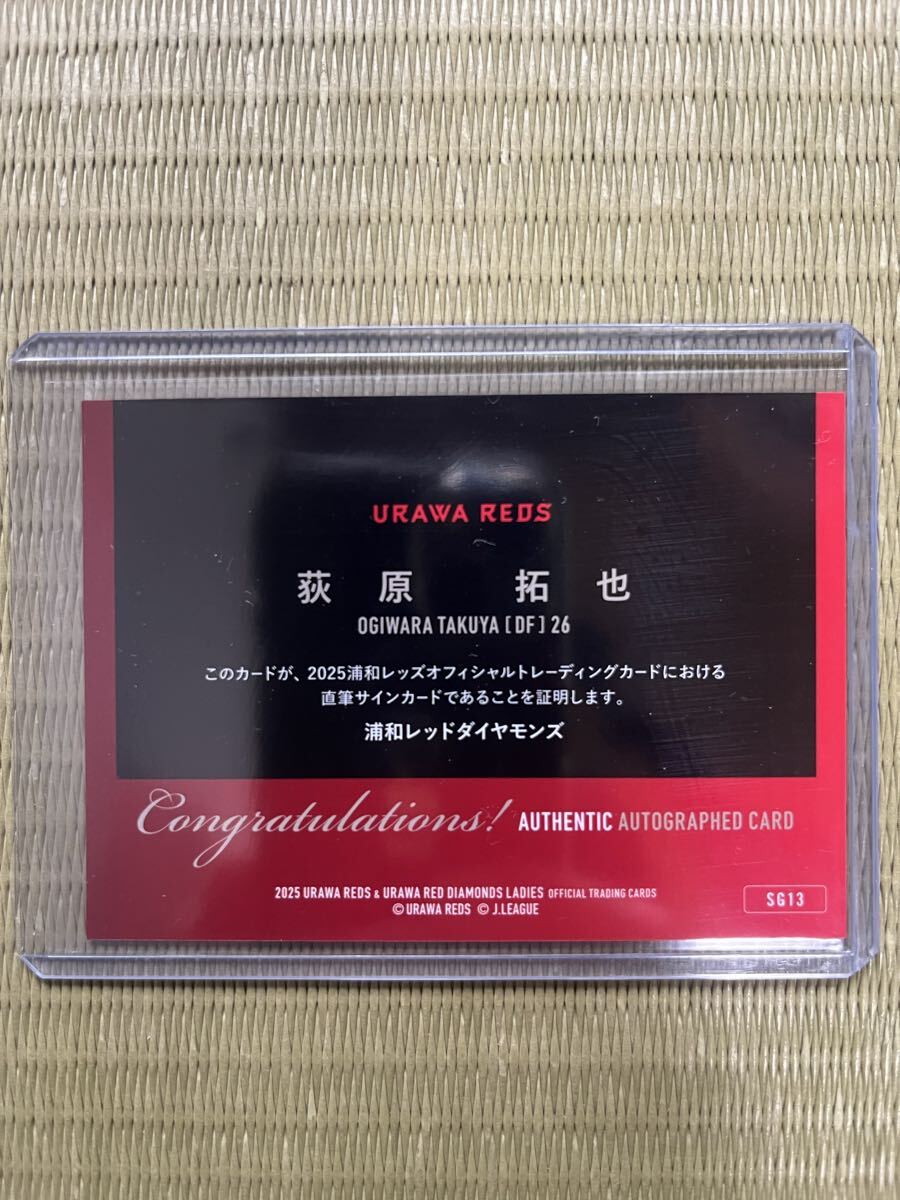 URAWA REDS
荻原 拓也
OGIWARA TAKUYA [DF] 26
このカードが、2025浦和レッズオフィシャルトレーディングカードにおける
直筆サインカードであることを証明します。
浦和レッドダイヤモンズ
Congratulations! AUTHENTIC AUTOGRAPHED CARD
2025 URAWA REDS & URAWA RED DIAMONDS LADIES OFFICIAL TRADING CARDS
© URAWA REDS © J.LEAGUE
SG13